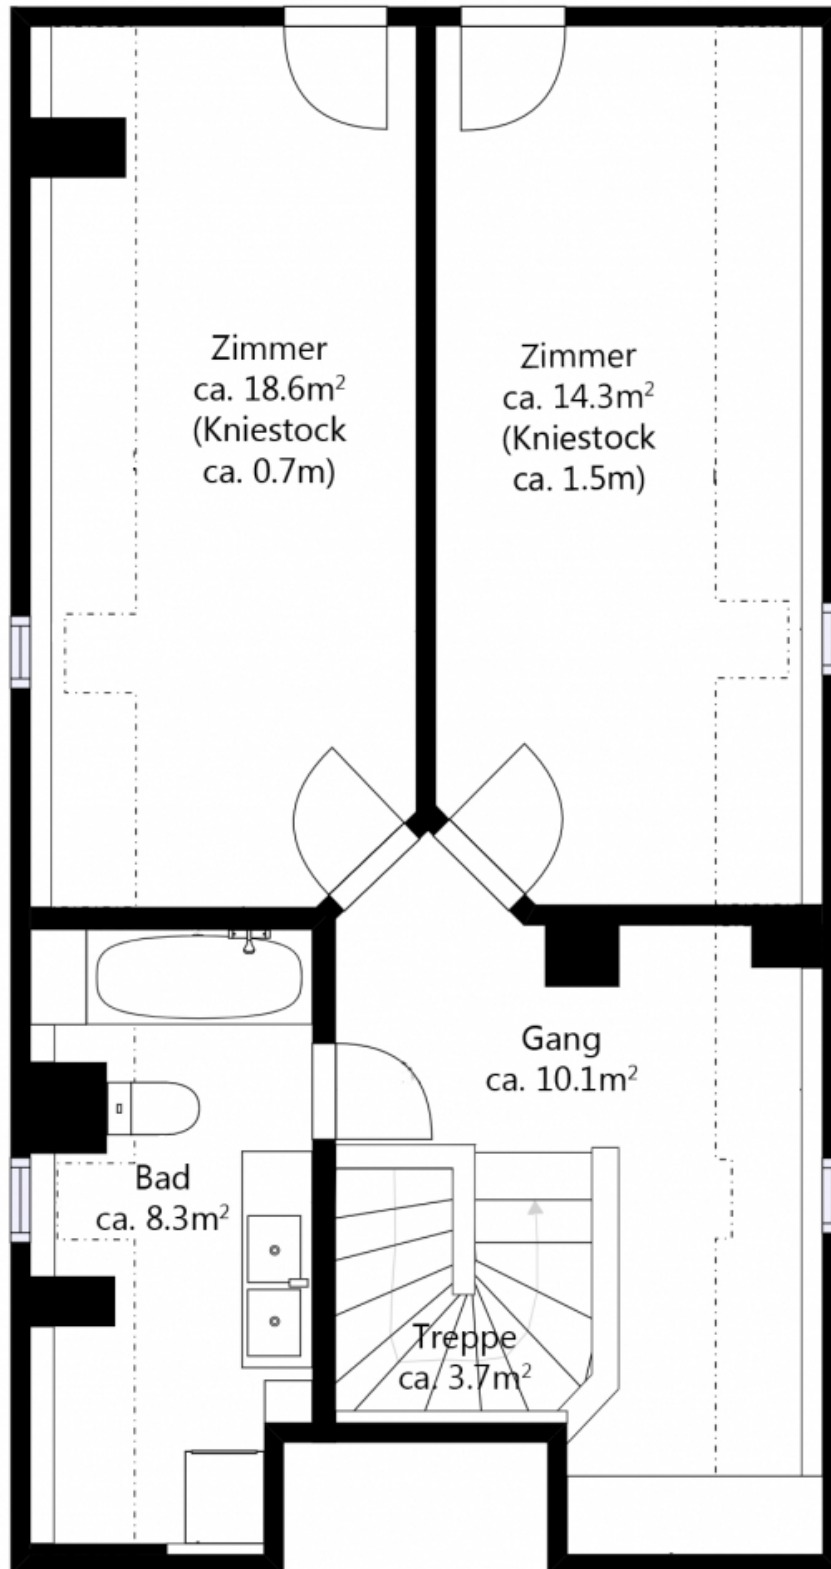 Zimmer
ca. 18.6m²
(Kniestock
ca. 0.7m)
Zimmer
ca. 14.3m²
(Kniestock
ca. 1.5m)
Gang
ca. 10.1m²
Bad
ca. 8.3m²
Treppe
ca. 3.7m²